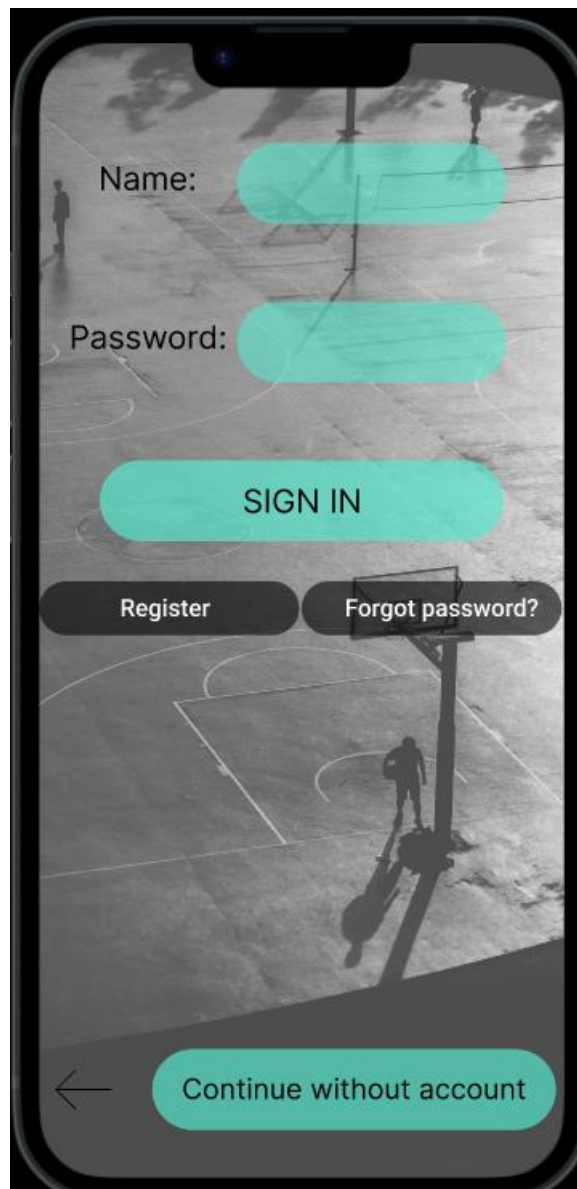 Name:
Password:
SIGN IN
Register
Forgot password?
Continue without account